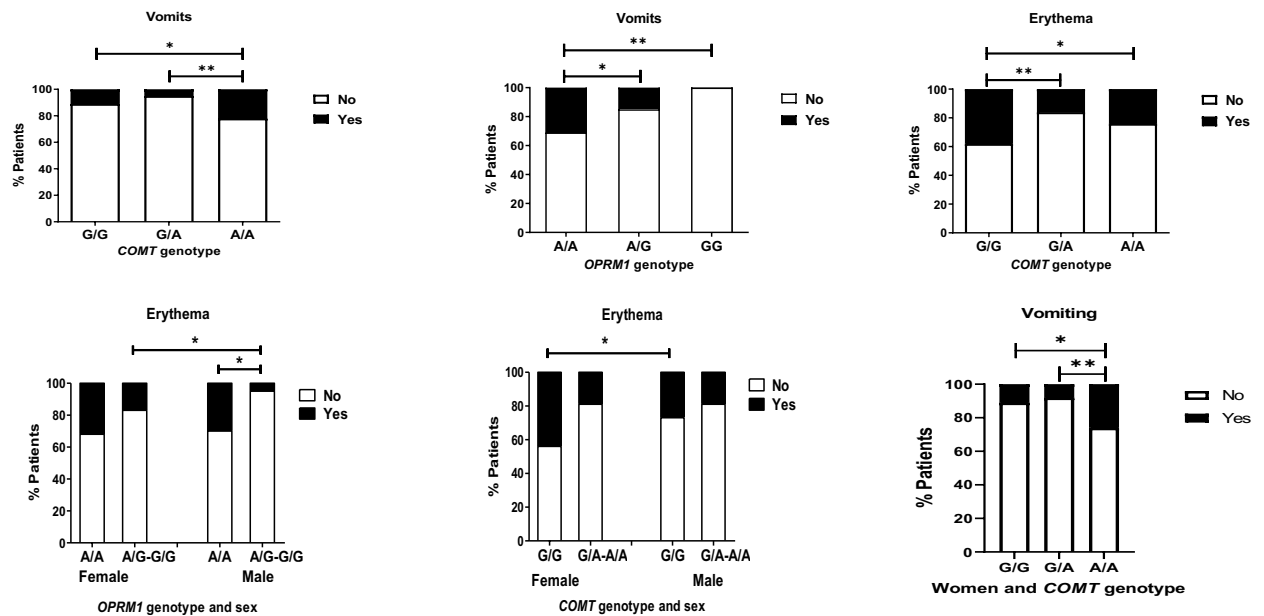 Vomits
*
**
No
Yes
% Patients
100
80
60
40
20
0
G/G G/A A/A
COMT genotype
Vomits
**
*
No
Yes
% Patients
100
80
60
40
20
0
A/A A/G GG
OPRM1 genotype
Erythema
*
**
No
Yes
% Patients
100
80
60
40
20
0
G/G G/A A/A
COMT genotype
Erythema
*
*
No
Yes
% Patients
100
80
60
40
20
0
A/A A/G-G/G A/A A/G-G/G
Female Male
OPRM1 genotype and sex
Erythema
*
No
Yes
% Patients
100
80
60
40
20
0
G/G G/A-A/A G/G G/A-A/A
Female Male
COMT genotype and sex
Vomiting
*
**
No
Yes
% Patients
100
80
60
40
20
0
G/G G/A A/A
Women and COMT genotype